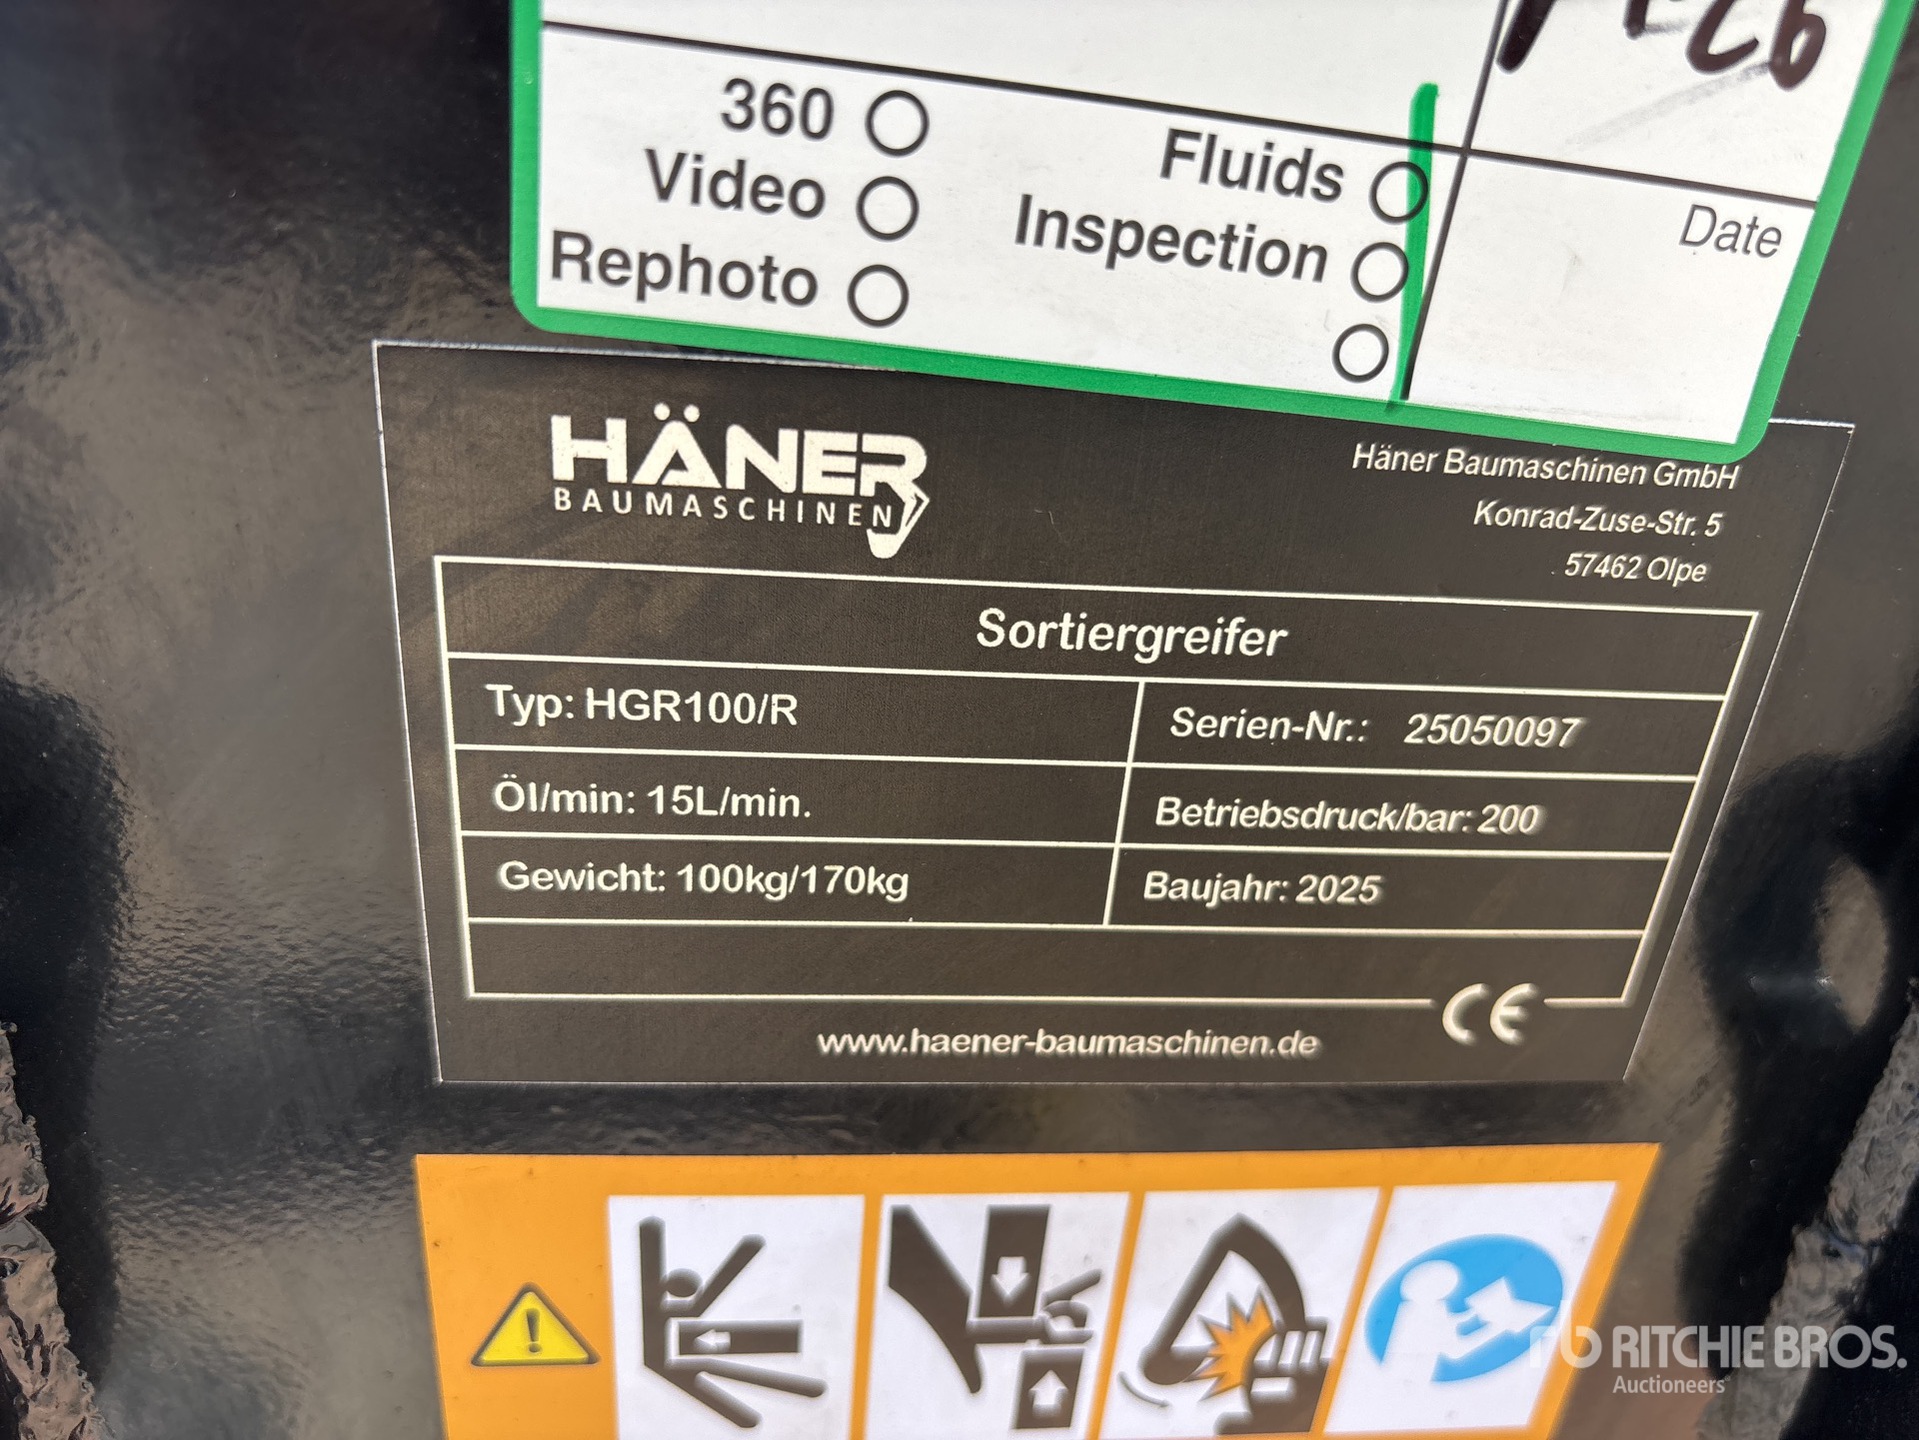 360
Video
Rephoto
Fluids
Inspection
Date
HÄNER
BAUMASCHINEN
Häner Baumaschinen GmbH
Konrad-Zuse-Str. 5
57462 Olpe
Sortiergreifer
Typ: HGR100/R
Serien-Nr.: 25050097
Öl/min: 15L/min.
Betriebsdruck/bar: 200
Gewicht: 100kg/170kg
Baujahr: 2025
CE
www.haener-baumaschinen.de
RITCHIE BROS.
Auctioneers